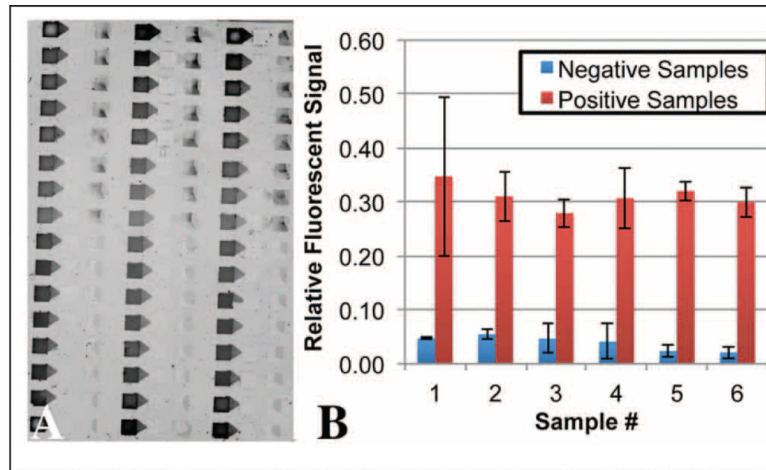 A
B
Relative Fluorescent Signal
0.60
0.50
0.40
0.30
0.20
0.10
0.00
Negative Samples
Positive Samples
1 2 3 4 5 6
Sample #